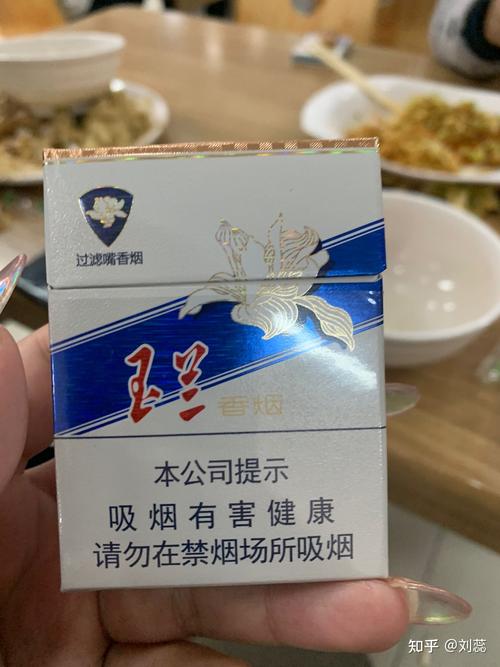 过滤嘴香烟
玉兰 香烟
本公司提示
吸烟有害健康
请勿在禁烟场所吸烟
知乎 @刘蕊